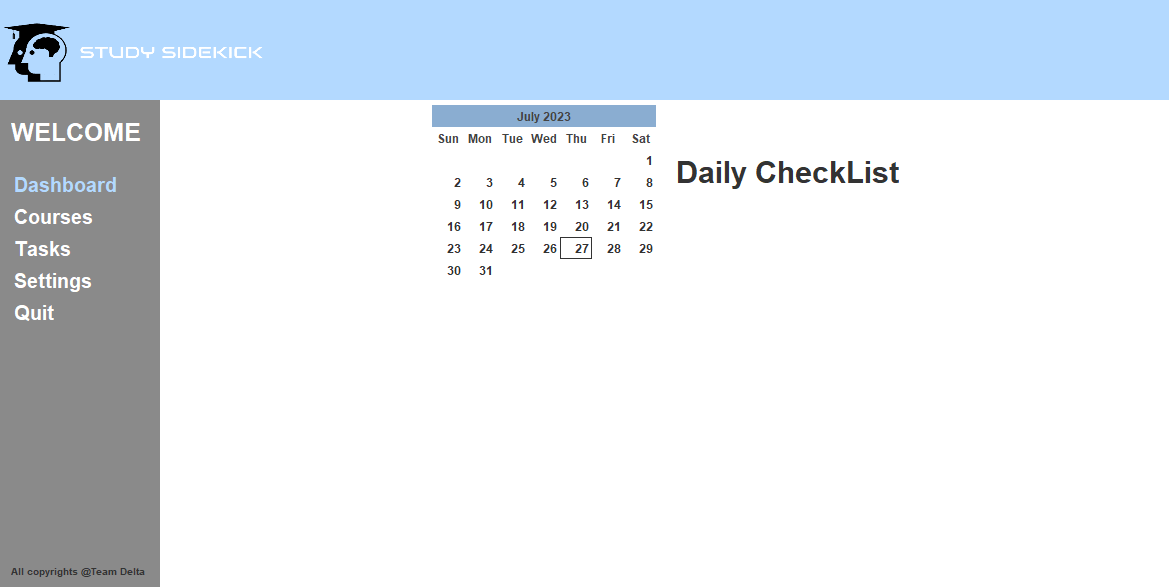 STUDY SIDEKICK
WELCOME
Dashboard
Courses
Tasks
Settings
Quit
All copyrights @Team Delta
July 2023
Sun Mon Tue Wed Thu Fri Sat
1
2 3 4 5 6 7 8
9 10 11 12 13 14 15
16 17 18 19 20 21 22
23 24 25 26 27 28 29
30 31
Daily CheckList